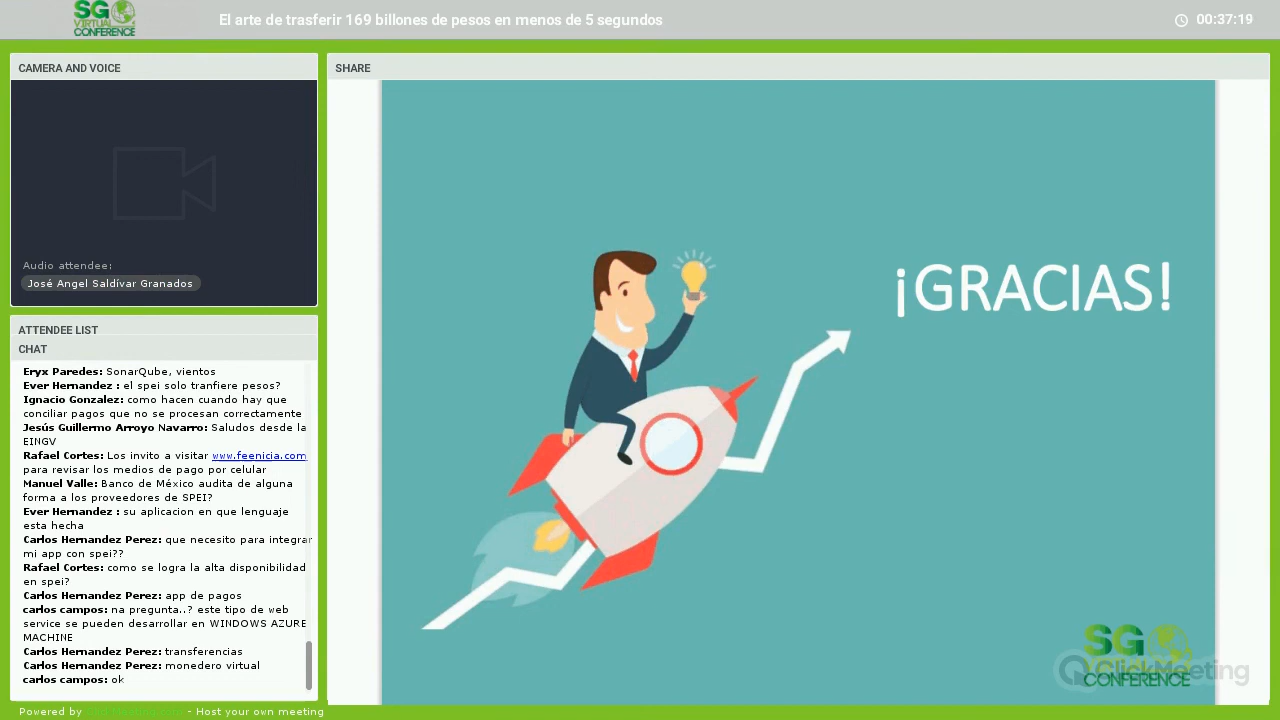 SG
VIRTUAL
CONFERENCE
El arte de trasferir 169 billones de pesos en menos de 5 segundos
00:37:19
CAMERA AND VOICE
Audio attendee:
José Angel Saldívar Granados
ATTENDEE LIST
CHAT
Eryx Paredes: SonarQube, vientos
Ever Hernandez : el spei solo tranfiere pesos?
Ignacio Gonzalez: como hacen cuando hay que
conciliar pagos que no se procesan correctamente
Jesús Guillermo Arroyo Navarro: Saludos desde la
EINGV
Rafael Cortes: Los invito a visitar www.feenicia.com
para revisar los medios de pago por celular
Manuel Valle: Banco de México audita de alguna
forma a los proveedores de SPEI?
Ever Hernandez : su aplicacion en que lenguaje
esta hecha
Carlos Hernandez Perez: que necesito para integrar
mi app con spei??
Rafael Cortes: como se logra la alta disponibilidad
en spei?
Carlos Hernandez Perez: app de pagos
carlos campos: na pregunta..? este tipo de web
service se pueden desarrollar en WINDOWS AZURE
MACHINE
Carlos Hernandez Perez: transferencias
Carlos Hernandez Perez: monedero virtual
carlos campos: ok
Powered by - Host your own meeting
SHARE
¡GRACIAS!
SG
ClickMeeting
CONFERENCE